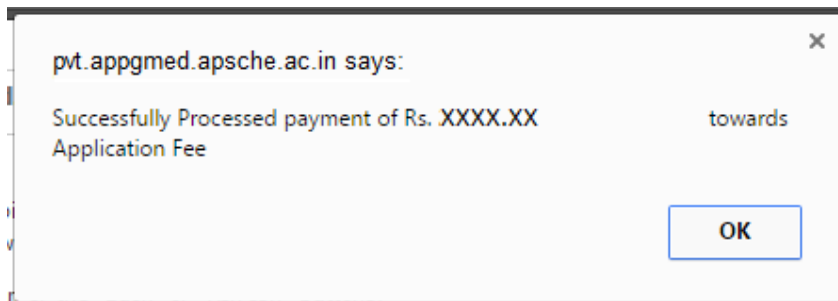 pvt.appgmed.apsche.ac.in says:
Successfully Processed payment of Rs. XXXX.XX towards
Application Fee
OK